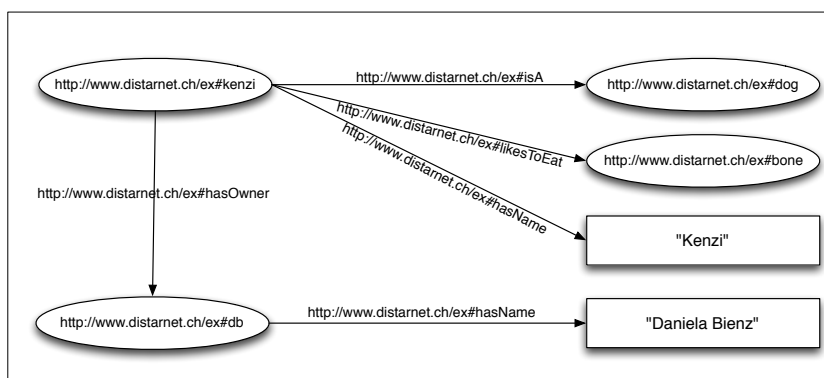 http://www.distarnet.ch/ex#kenzi
http://www.distarnet.ch/ex#isA
http://www.distarnet.ch/ex#dog
http://www.distarnet.ch/ex#likesToEat
http://www.distarnet.ch/ex#bone
http://www.distarnet.ch/ex#hasName
"Kenzi"
http://www.distarnet.ch/ex#hasOwner
http://www.distarnet.ch/ex#db
http://www.distarnet.ch/ex#hasName
"Daniela Bienz"